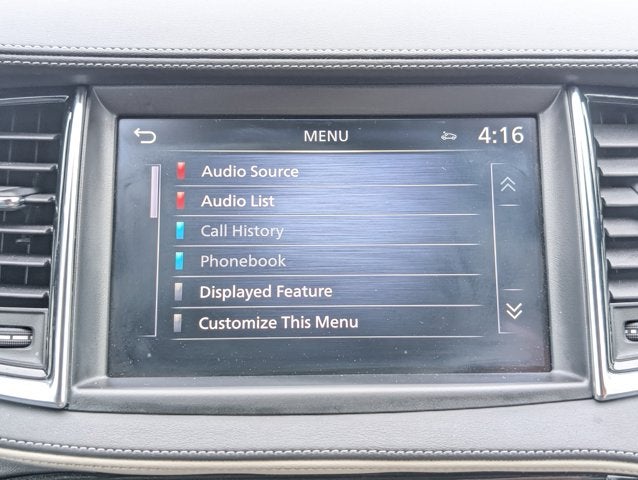 MENU 4:16
Audio Source
Audio List
Call History
Phonebook
Displayed Feature
Customize This Menu